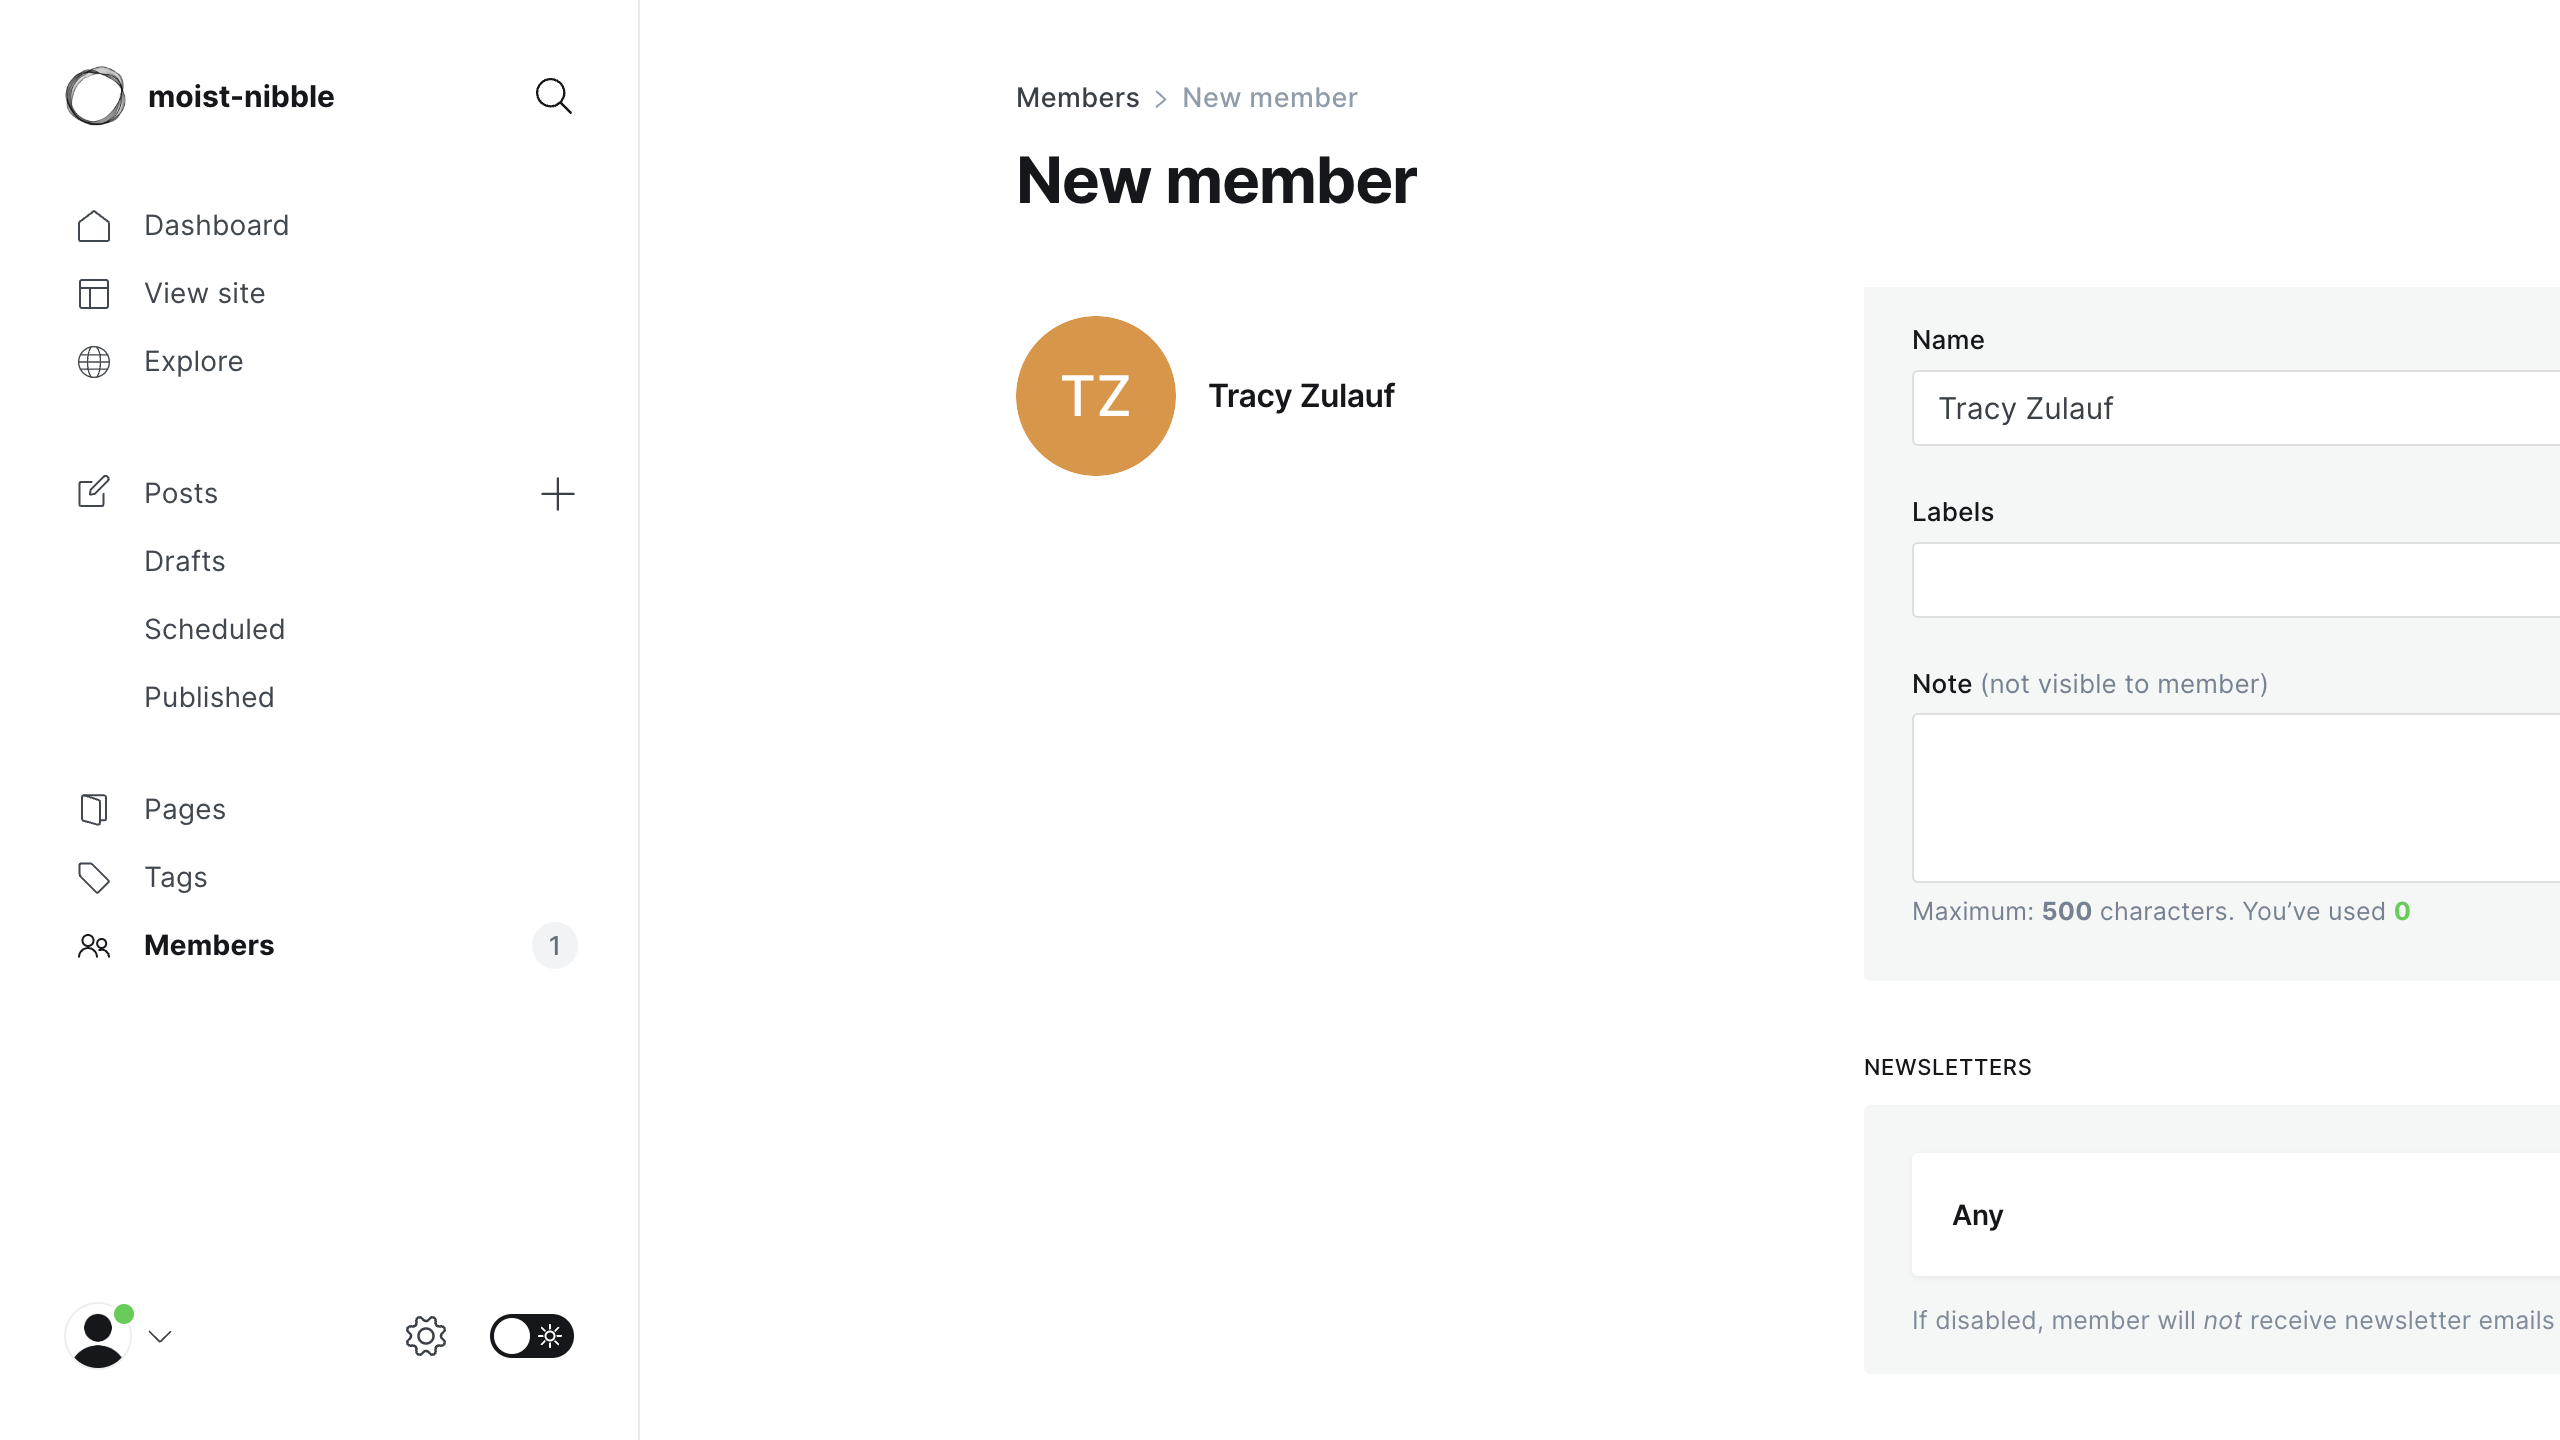 moist-nibble
Dashboard
View site
Explore
Posts
Drafts
Scheduled
Published
Pages
Tags
Members 1
Members > New member
New member
TZ
Tracy Zulauf
Name
Tracy Zulauf
Labels
Note (not visible to member)
Maximum: 500 characters. You’ve used 0
NEWSLETTERS
Any
If disabled, member will not receive newsletter emails